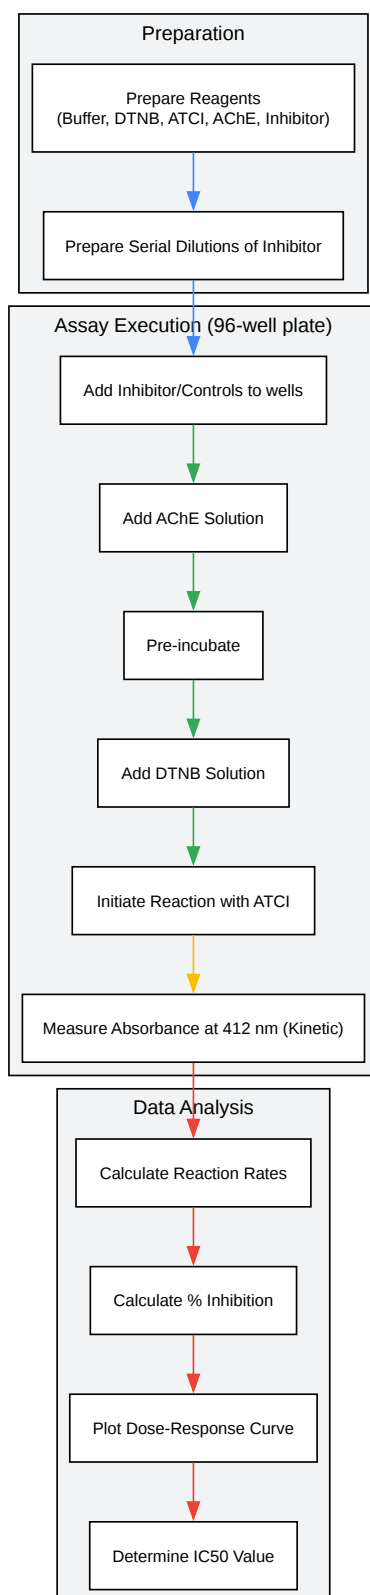 Preparation
Prepare Reagents
(Buffer, DTNB, ATCI, AChE, Inhibitor)
Prepare Serial Dilutions of Inhibitor
Assay Execution (96-well plate)
Add Inhibitor/Controls to wells
Add AChE Solution
Pre-incubate
Add DTNB Solution
Initiate Reaction with ATCI
Measure Absorbance at 412 nm (Kinetic)
Data Analysis
Calculate Reaction Rates
Calculate % Inhibition
Plot Dose-Response Curve
Determine IC50 Value